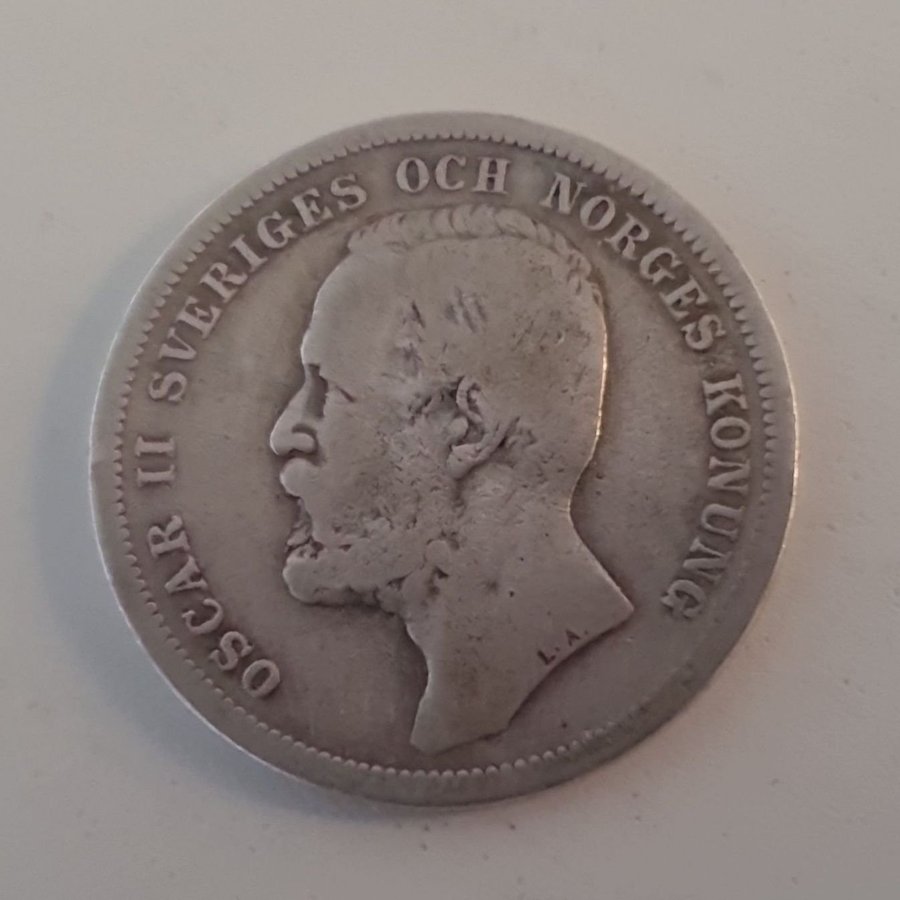 OSCAR II SVERIGES OCH NORGES KONUNG
L. A.